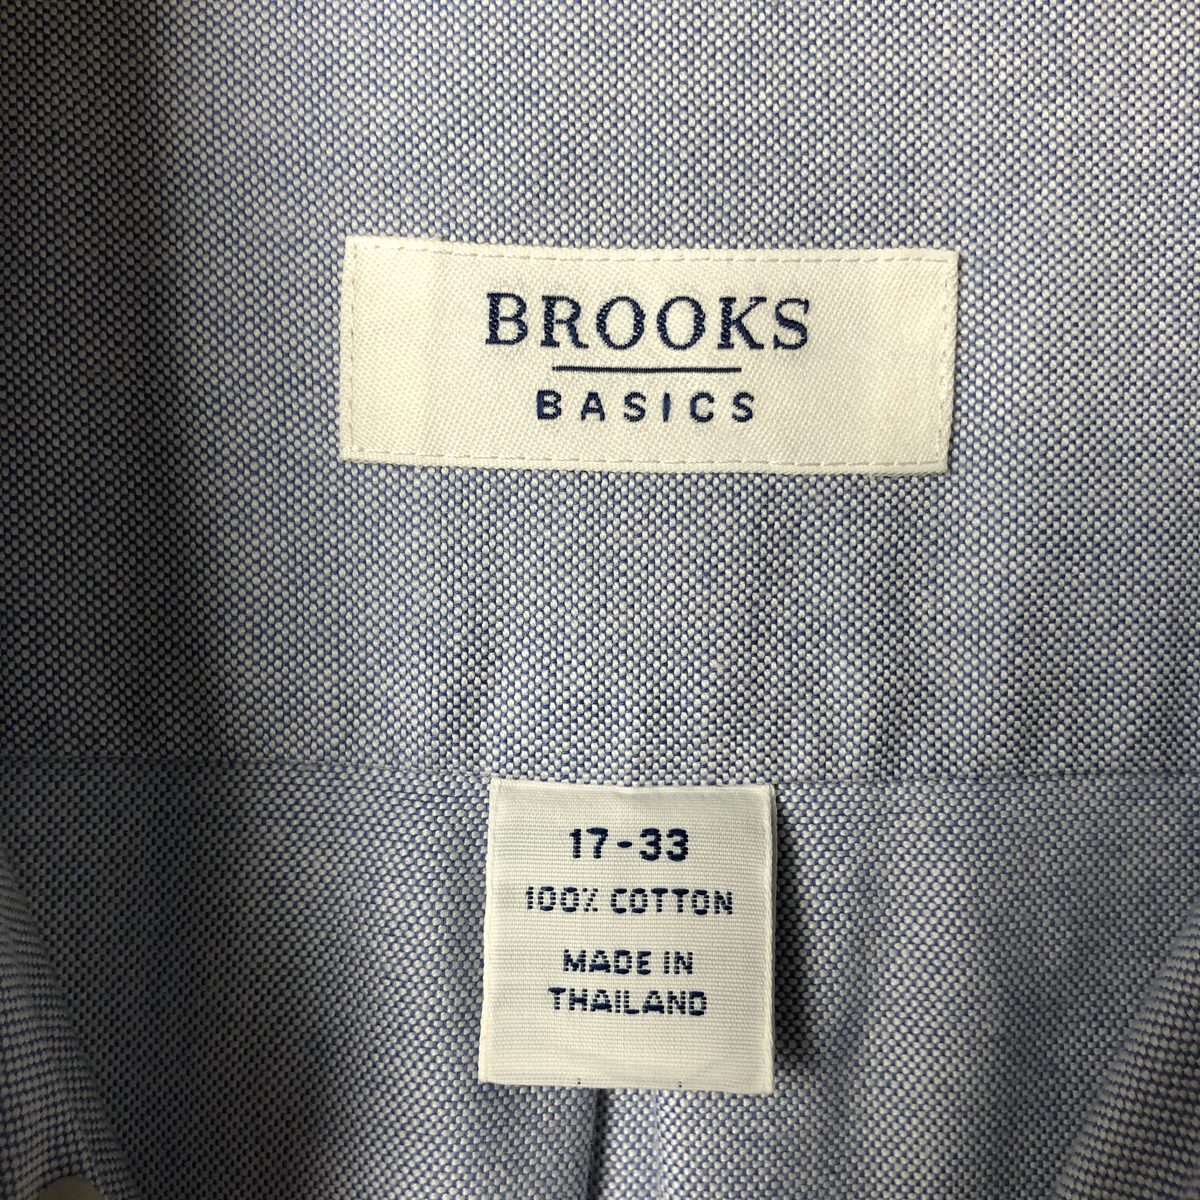 BROOKS
BASICS
17-33
100% COTTON
MADE IN
THAILAND